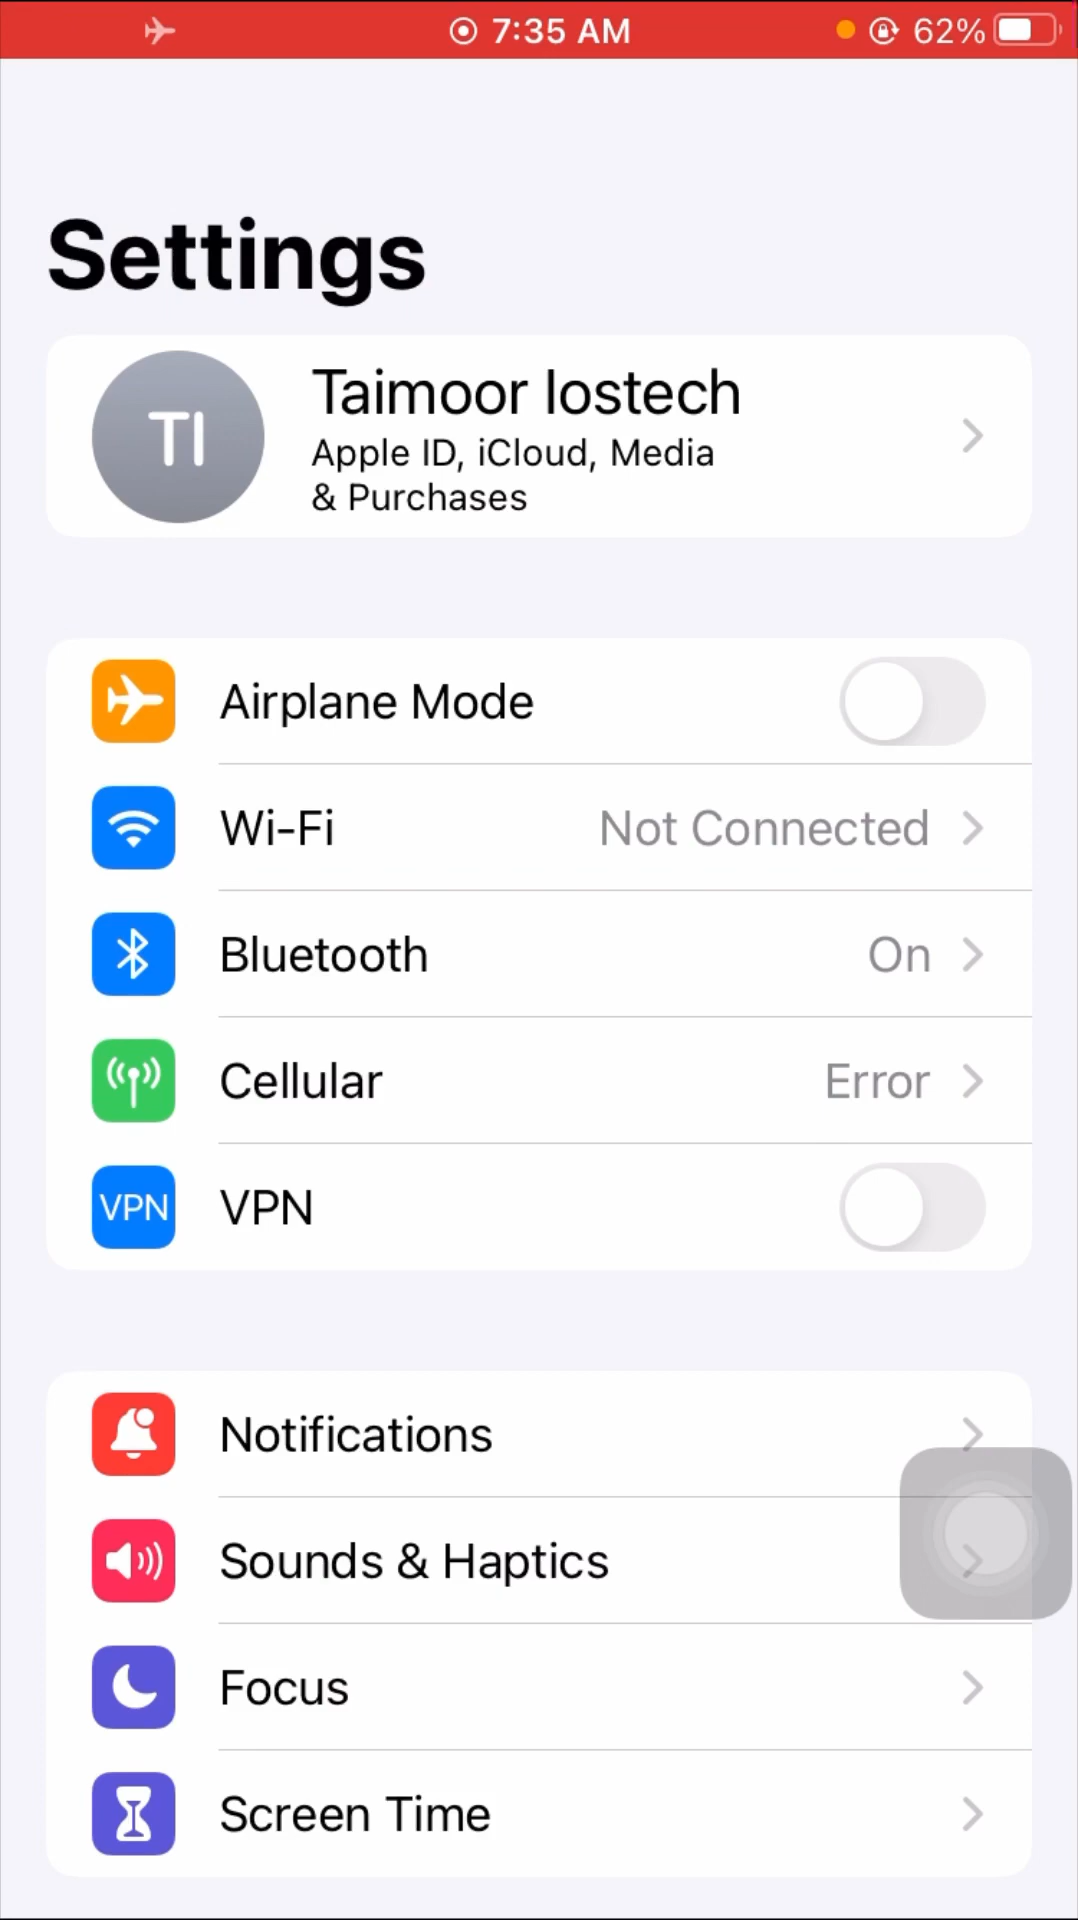 7:35 AM 62%
Settings
TI Taimoor Iostech
Apple ID, iCloud, Media
& Purchases
Airplane Mode
Wi-Fi Not Connected
Bluetooth On
Cellular Error
VPN VPN
Notifications
Sounds & Haptics
Focus
Screen Time